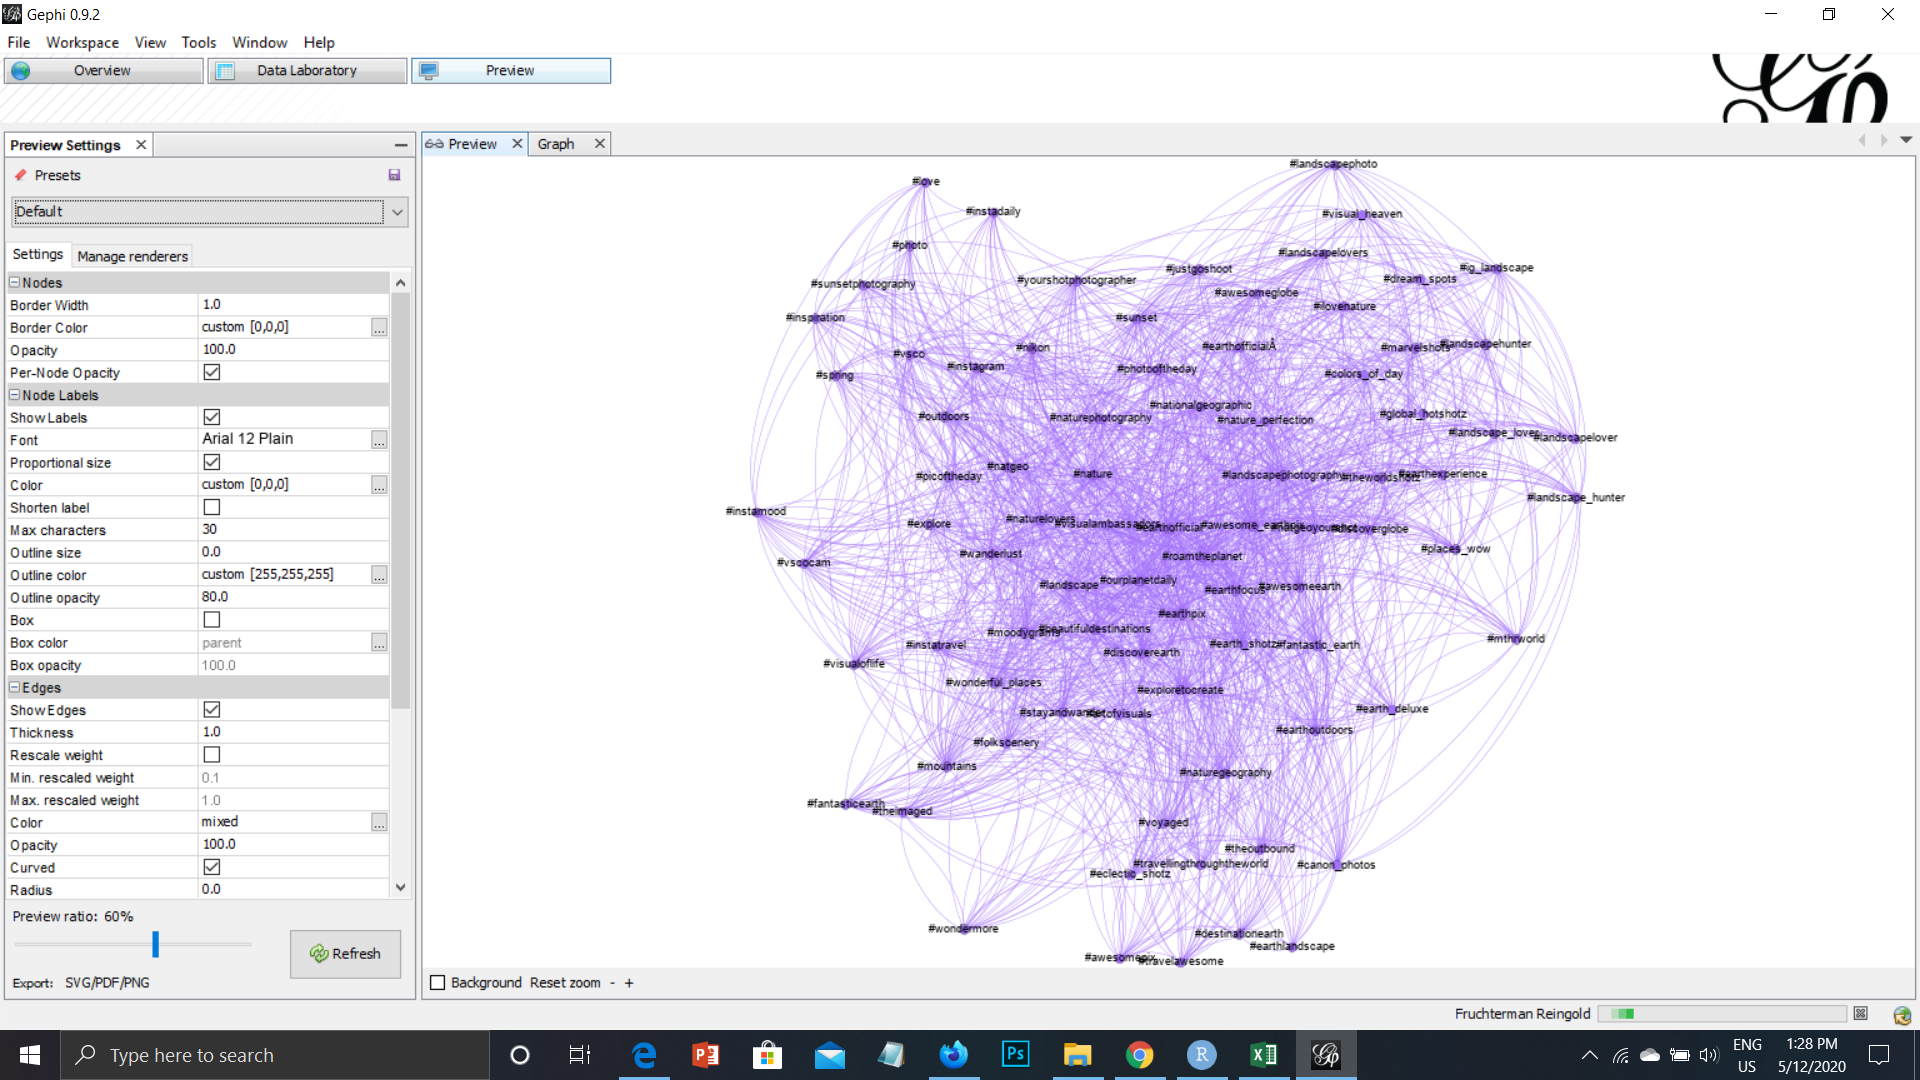 Gephi 0.9.2
File Workspace View Tools Window Help
Overview Data Laboratory Preview
Preview Settings
Presets
Default
Settings Manage renderers
Nodes
Border Width 1.0
Border Color custom [0,0,0] ...
Opacity 100.0
Per-Node Opacity
Node Labels
Show Labels
Font Arial 12 Plain ...
Proportional size
Color custom [0,0,0] ...
Shorten label
Max characters 30
Outline size 0.0
Outline color custom [255,255,255] ...
Outline opacity 80.0
Box
Box color parent ...
Box opacity 100.0
Edges
Show Edges
Thickness 1.0
Rescale weight
Min. rescaled weight 0.1
Max. rescaled weight 1.0
Color mixed ...
Opacity 100.0
Curved
Radius 0.0
Preview ratio: 60%
Refresh
Export: SVG/PDF/PNG
Preview Graph
#landscapephoto
#love
#instadaily
#visual_heaven
#photo
#landscapelovers
#justgoshoot
#ig_landscape
#yourshotphotographer
#dream_spots
#sunsetphotography
#awesomeglobe
#ilovenature
#inspiration
#sunset
#nikon
#earthofficialÂ
#marvelshots
#landscapehunter
#vsco
#instagram
#photooftheday
#spring
#colors_of_day
#nationalgeographic
#outdoors
#naturephotography
#nature_perfection
#global_hotshotz
#landscape_lover
#landscapelover
#natgeo
#picoftheday
#nature
#landscapephotography
#theworldshotz
#earthexperience
#landscape_hunter
#instamood
#explore
#naturelovers
#visualambassadors
#earthofficial
#discoverglobe
#wanderlust
#roamtheplanet
#places_wow
#vscocam
#landscape
#ourplanetdaily
#earthfocus
#awesomeearth
#earthpix
#moodygrams
#beautifuldestinations
#mthrworld
#instatravel
#discoverearth
#earth_shotz
#fantastic_earth
#visualoflife
#wonderful_places
#exploretocreate
#stayandwander
#artofvisuals
#earth_deluxe
#earthoutdoors
#folkscenery
#mountains
#naturegeography
#fantasticearth
#theimaged
#voyaged
#theoutbound
#travellingthroughtheworld
#canon_photos
#eclectic_shotz
#wondermore
#destinationearth
#earthlandscape
#awesomepix
#travelawesome
Background Reset zoom - +
Fruchterman Reingold
Type here to search
ENG
US
1:28 PM
5/12/2020